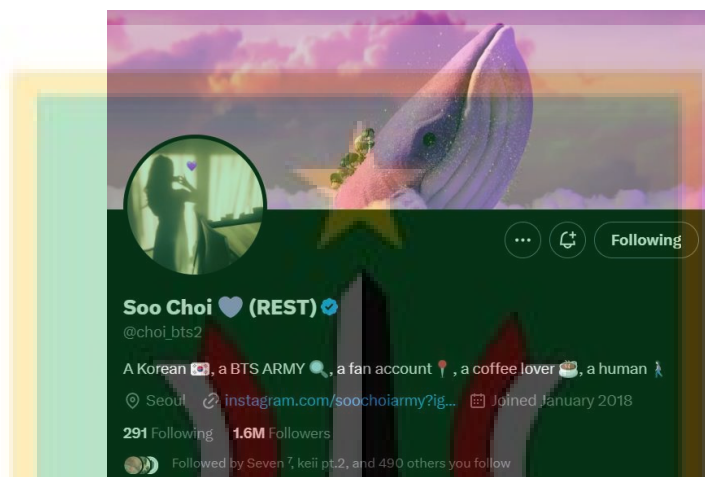 Following
Soo Choi 💜 (REST)
@choi_bts2
A Korean 🇰🇷, a BTS ARMY 🔍, a fan account 📍, a coffee lover ☕, a human 🚶
Seoul instagram.com/soochoiarmy?ig... Joined January 2018
291 Following 1.6M Followers
Followed by Seven ⁷, keii pt.2, and 490 others you follow